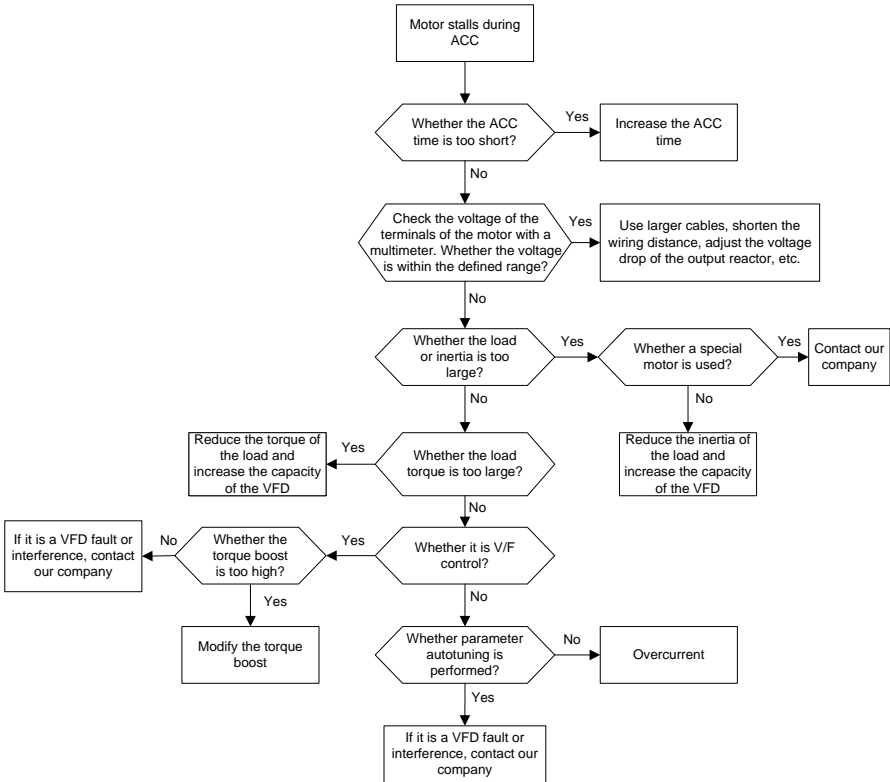 Motor stalls during
ACC
Whether the ACC
time is too short?
Yes
Increase the ACC
time
No
Check the voltage of the
terminals of the motor with a
multimeter. Whether the voltage
is within the defined range?
Yes
Use larger cables, shorten the
wiring distance, adjust the voltage
drop of the output reactor, etc.
No
Whether the load
or inertia is too
large?
Yes
Whether a special
motor is used?
Yes
Contact our
company
No
No
Reduce the torque of
the load and
increase the capacity
of the VFD
Yes
Whether the load
torque is too large?
Reduce the inertia of
the load and
increase the capacity
of the VFD
No
If it is a VFD fault or
interference, contact
our company
No
Whether the
torque boost
is too high?
Yes
Whether it is V/F
control?
Yes
No
Modify the torque
boost
Whether parameter
autotuning is
performed?
No
Overcurrent
Yes
If it is a VFD fault or
interference, contact our
company